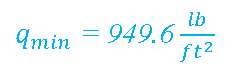 q_min = 949.6 lb/ft²